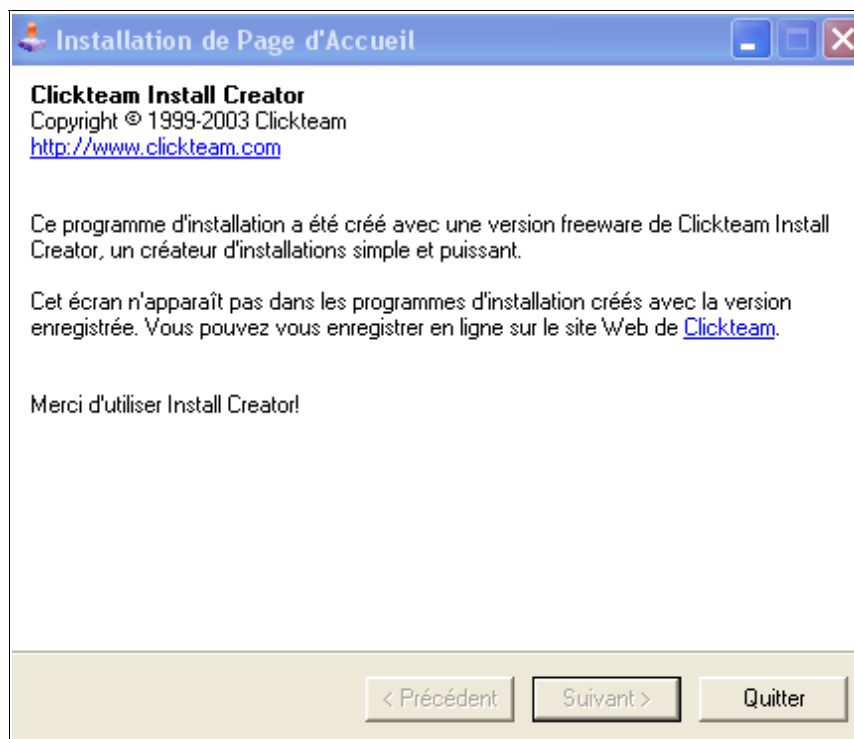 Installation de Page d'Accueil
Clickteam Install Creator
Copyright © 1999-2003 Clickteam
http://www.clickteam.com
Ce programme d'installation a été créé avec une version freeware de Clickteam Install
Creator, un créateur d'installations simple et puissant.
Cet écran n'apparaît pas dans les programmes d'installation créés avec la version
enregistrée. Vous pouvez vous enregistrer en ligne sur le site Web de Clickteam.
Merci d'utiliser Install Creator!
< Précédent Suivant > Quitter